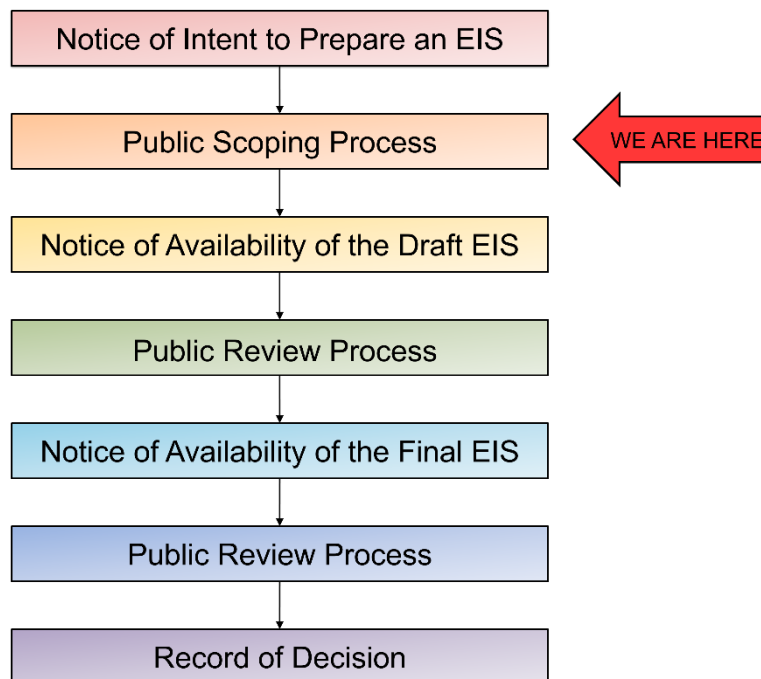 Notice of Intent to Prepare an EIS
Public Scoping Process
WE ARE HERE
Notice of Availability of the Draft EIS
Public Review Process
Notice of Availability of the Final EIS
Public Review Process
Record of Decision